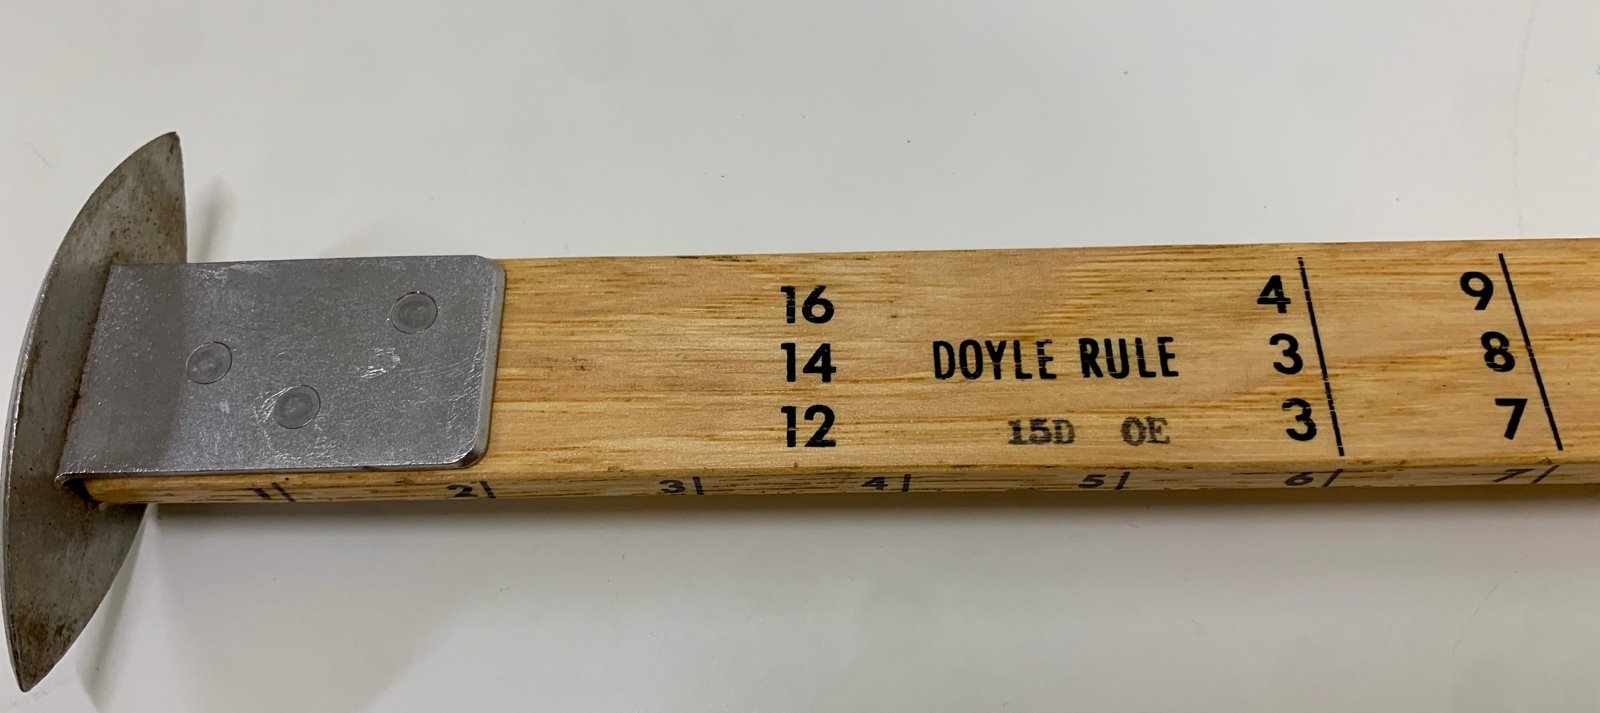 16 4 9
14 DOYLE RULE 3 8
12 15D OE 3 7
1 2 3 4 5 6 7